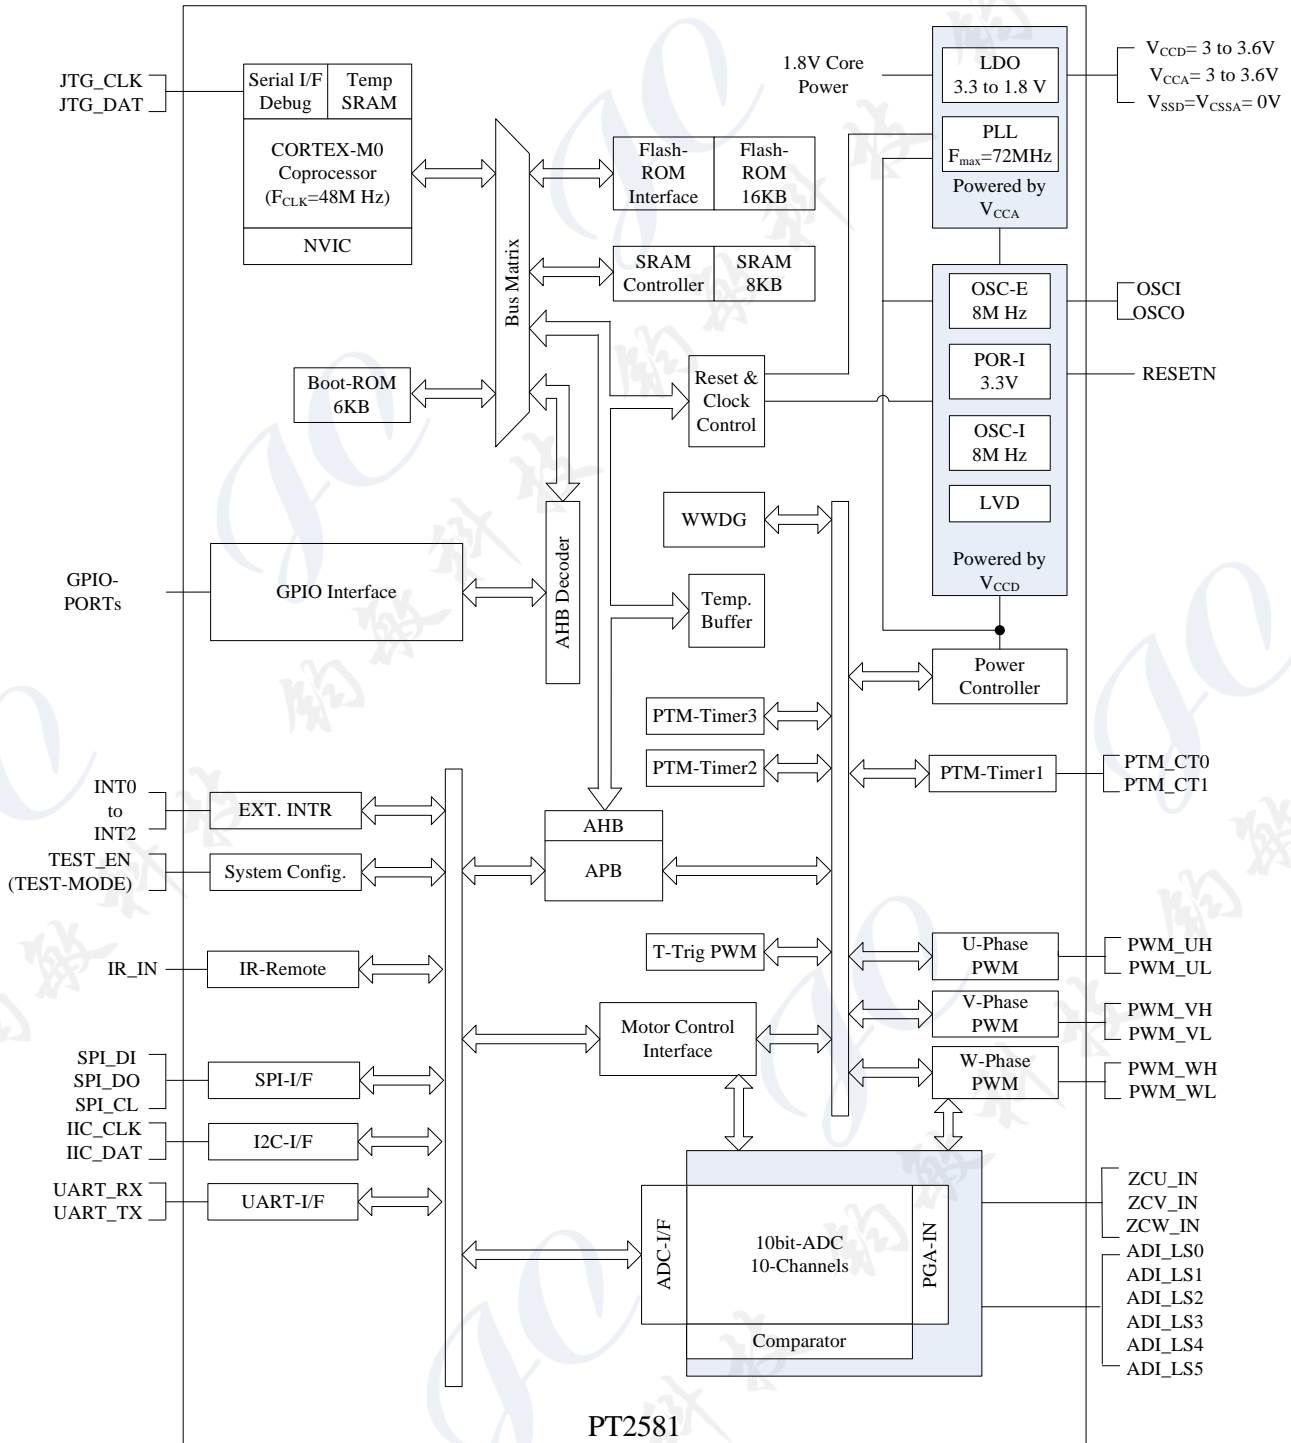 JTG_CLK
JTG_DAT
Serial I/F
Debug
Temp
SRAM
CORTEX-M0
Coprocessor
(FCLK=48M Hz)
NVIC
Boot-ROM
6KB
Bus Matrix
Flash-
ROM
Interface
Flash-
ROM
16KB
SRAM
Controller
SRAM
8KB
1.8V Core
Power
LDO
3.3 to 1.8 V
PLL
Fmax=72MHz
Powered by
VCCA
VCCD= 3 to 3.6V
VCCA= 3 to 3.6V
VSSD=VCSSA= 0V
OSC-E
8M Hz
POR-I
3.3V
OSC-I
8M Hz
LVD
Powered by
VCCD
OSCI
OSCO
RESETN
Reset &
Clock
Control
WWDG
Temp.
Buffer
GPIO-
PORTs
GPIO Interface
AHB Decoder
Power
Controller
PTM-Timer3
PTM-Timer2
PTM-Timer1
PTM_CT0
PTM_CT1
INT0
to
INT2
EXT. INTR
TEST_EN
(TEST-MODE)
System Config.
AHB
APB
IR_IN
IR-Remote
T-Trig PWM
U-Phase
PWM
PWM_UH
PWM_UL
Motor Control
Interface
V-Phase
PWM
PWM_VH
PWM_VL
W-Phase
PWM
PWM_WH
PWM_WL
SPI_DI
SPI_DO
SPI_CL
SPI-I/F
IIC_CLK
IIC_DAT
I2C-I/F
UART_RX
UART_TX
UART-I/F
ADC-I/F
10bit-ADC
10-Channels
PGA-IN
Comparator
ZCU_IN
ZCV_IN
ZCW_IN
ADI_LS0
ADI_LS1
ADI_LS2
ADI_LS3
ADI_LS4
ADI_LS5
PT2581